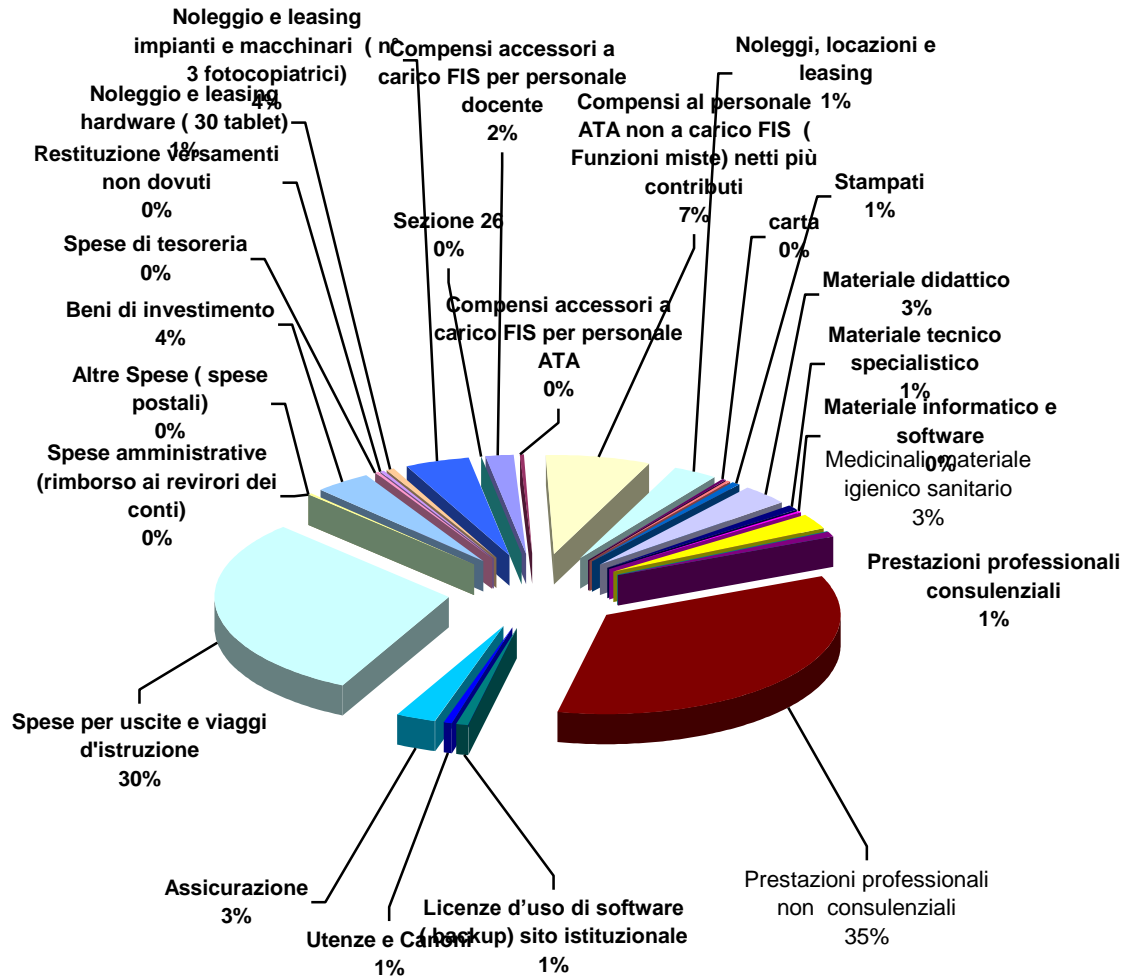 Noleggio e leasing
impianti e macchinari ( n°
3 fotocopiatrici)
4%
Compensi accessori a
carico FIS per personale
docente
2%
Noleggi, locazioni e
leasing
1%
Noleggio e leasing
hardware ( 30 tablet)
1%
Compensi al personale
ATA non a carico FIS (
Funzioni miste) netti più
contributi
7%
Restituzione versamenti
non dovuti
0%
Stampati
1%
Sezione 26
0%
carta
0%
Spese di tesoreria
0%
Materiale didattico
3%
Beni di investimento
4%
Compensi accessori a
carico FIS per personale
ATA
0%
Materiale tecnico
specialistico
1%
Altre Spese ( spese
postali)
0%
Materiale informatico e
software
0%
Spese amministrative
(rimborso ai revirori dei
conti)
0%
Medicinali, materiale
igienico sanitario
3%
Prestazioni professionali
consulenziali
1%
Spese per uscite e viaggi
d'istruzione
30%
Assicurazione
3%
Utenze e Canoni
1%
Licenze d’uso di software
( backup) sito istituzionale
1%
Prestazioni professionali
non consulenziali
35%